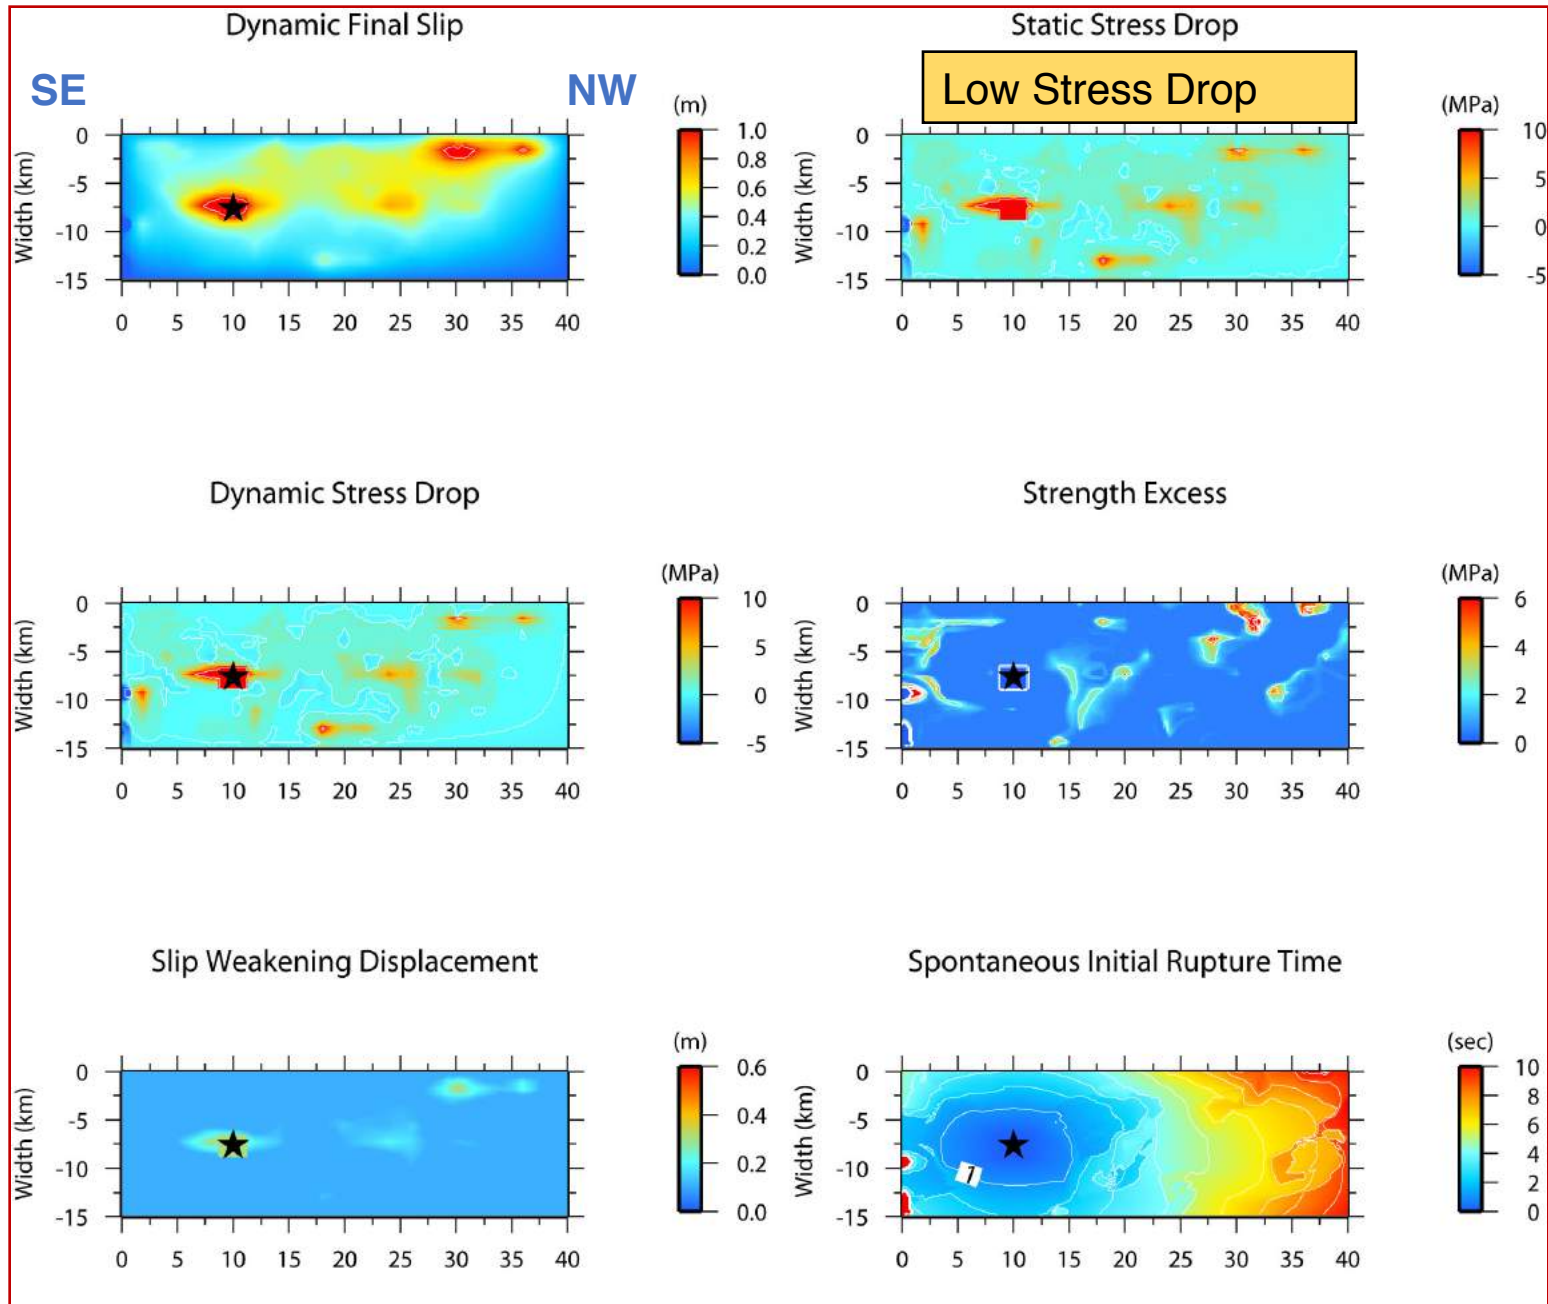 Dynamic Final Slip
Static Stress Drop
SE
NW
Low Stress Drop
(m)
1.0
0.8
0.6
0.4
0.2
0.0
Width (km)
0
-5
-10
-15
0 5 10 15 20 25 30 35 40
(MPa)
10
5
0
-5
Width (km)
0
-5
-10
-15
0 5 10 15 20 25 30 35 40
Dynamic Stress Drop
Strength Excess
(MPa)
10
5
0
-5
Width (km)
0
-5
-10
-15
0 5 10 15 20 25 30 35 40
(MPa)
6
4
2
0
Width (km)
0
-5
-10
-15
0 5 10 15 20 25 30 35 40
Slip Weakening Displacement
Spontaneous Initial Rupture Time
(m)
0.6
0.4
0.2
0.0
Width (km)
0
-5
-10
-15
0 5 10 15 20 25 30 35 40
(sec)
10
8
6
4
2
0
Width (km)
0
-5
-10
-15
1
0 5 10 15 20 25 30 35 40